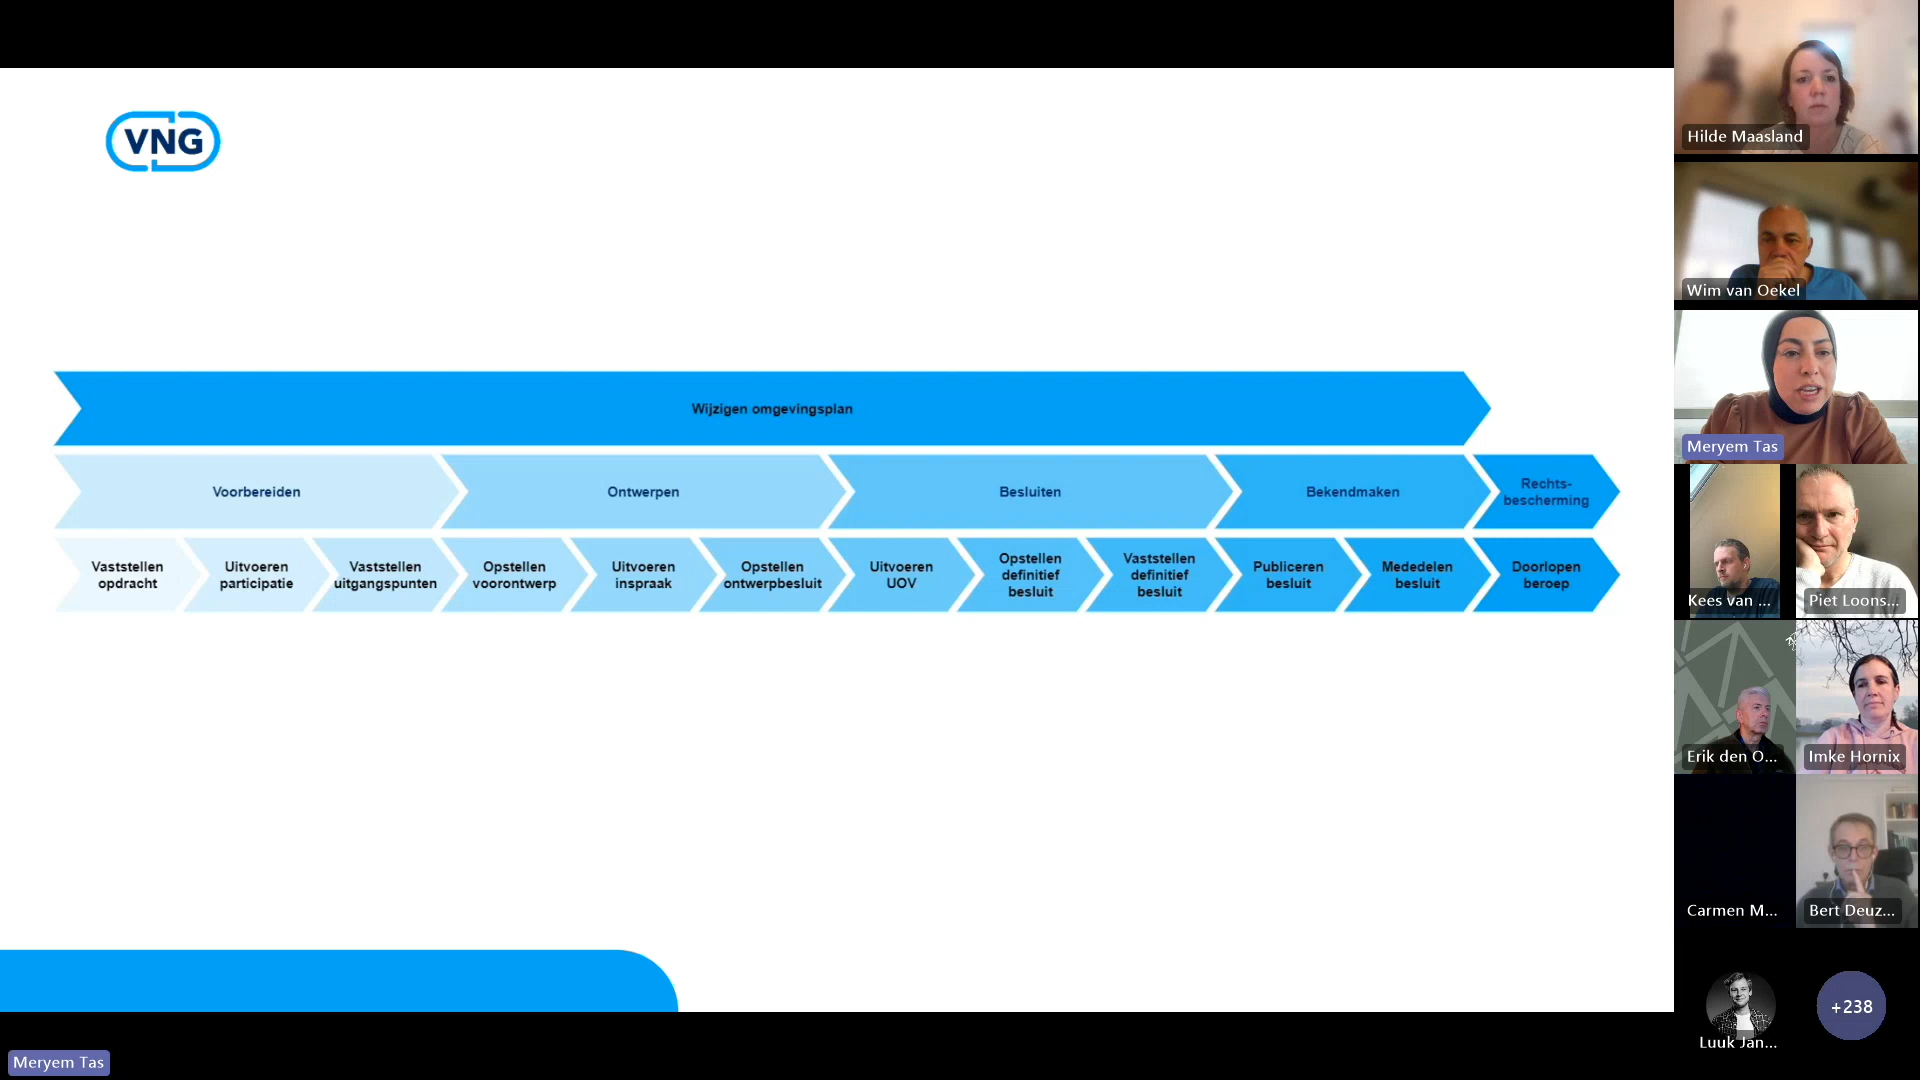 VNG
Wijzigen omgevingsplan
Voorbereiden
Ontwerpen
Besluiten
Bekendmaken
Rechts-
bescherming
Vaststellen
opdracht
Uitvoeren
participatie
Vaststellen
uitgangspunten
Opstellen
voorontwerp
Uitvoeren
inspraak
Opstellen
ontwerpbesluit
Uitvoeren
UOV
Opstellen
definitief
besluit
Vaststellen
definitief
besluit
Publiceren
besluit
Mededelen
besluit
Doorlopen
beroep
Hilde Maasland
Wim van Oekel
Meryem Tas
Kees van ...
Piet Loons...
Erik den O...
Imke Hornix
Carmen M...
Bert Deuz...
Luuk Jan...
+238
Meryem Tas